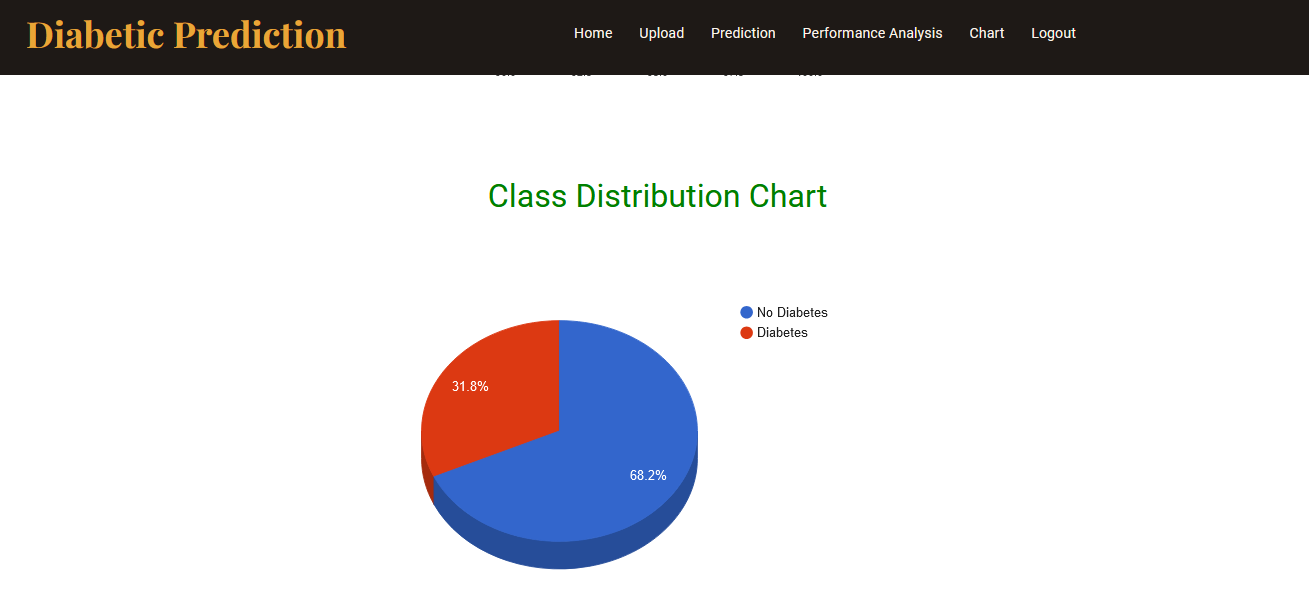 Diabetic Prediction
Home Upload Prediction Performance Analysis Chart Logout
Class Distribution Chart
No Diabetes
Diabetes
31.8%
68.2%